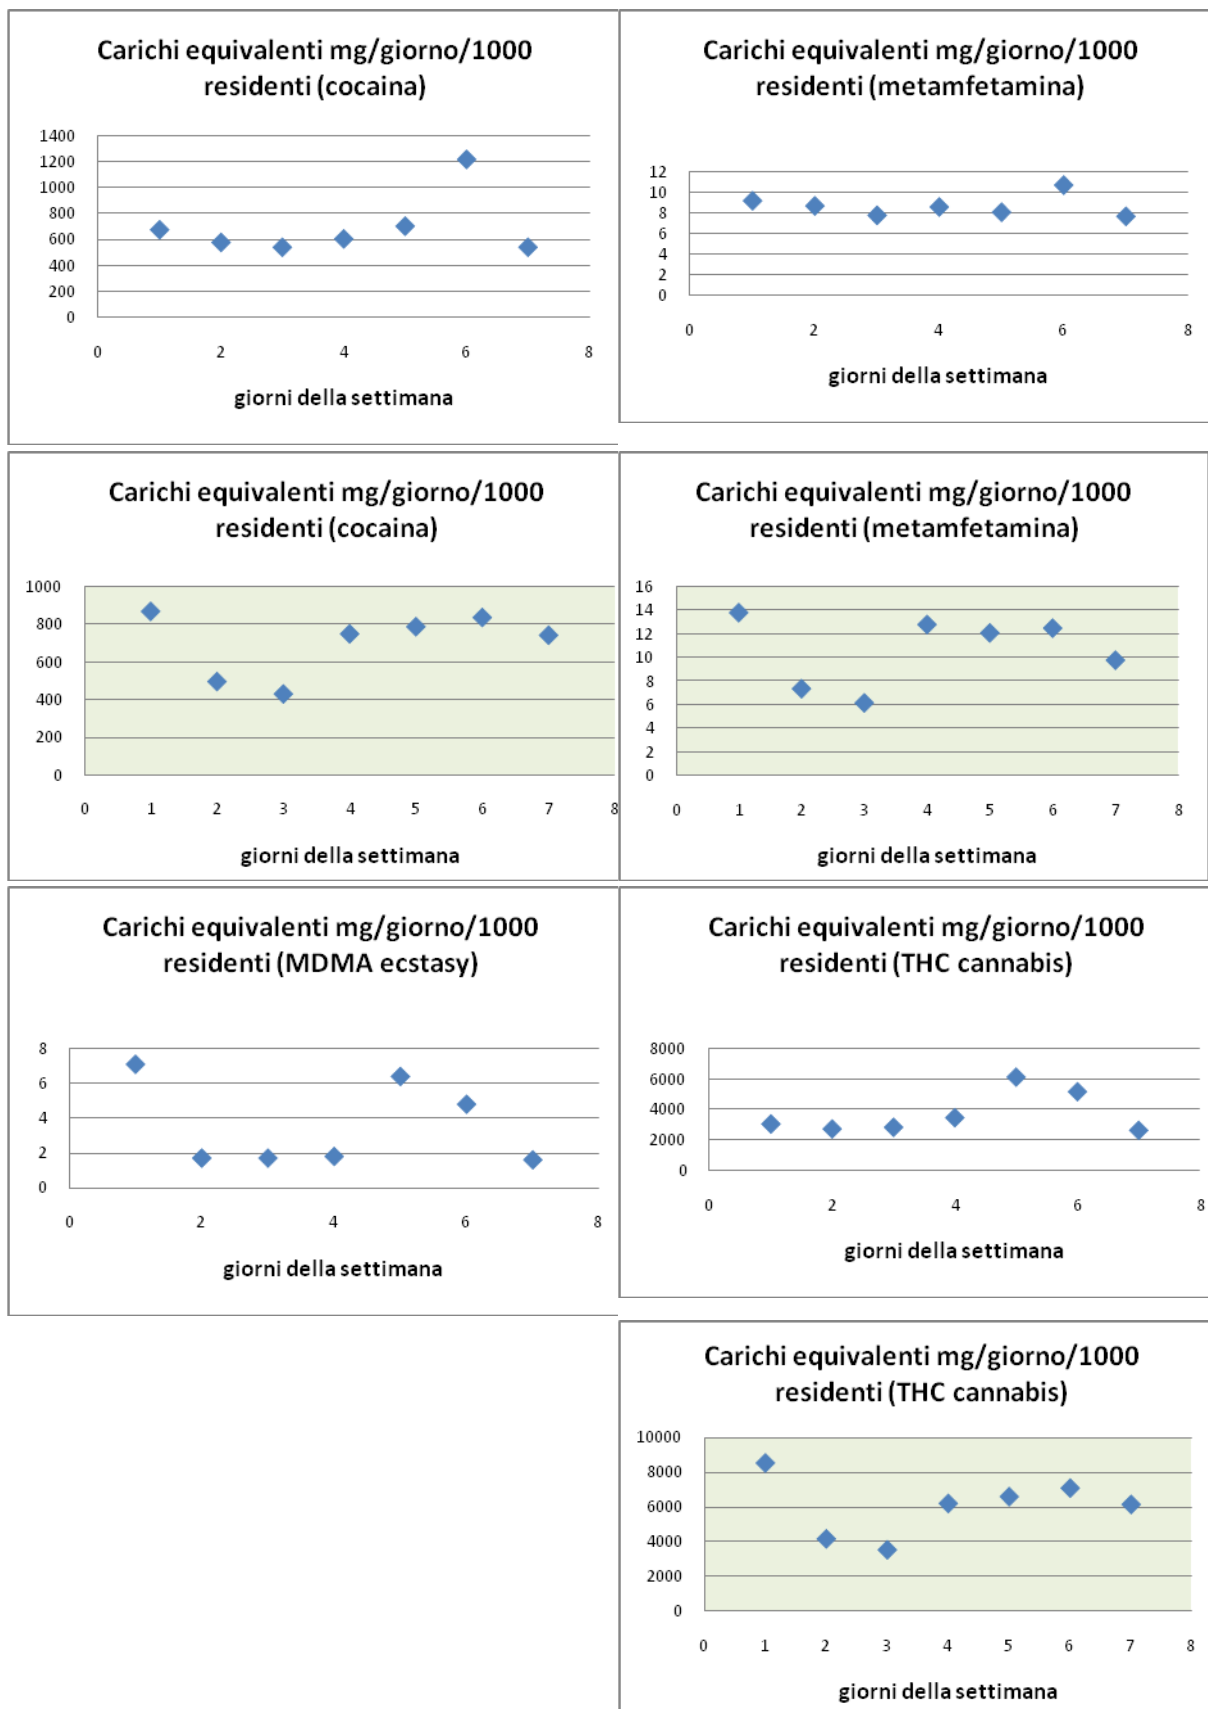 Carichi equivalenti mg/giorno/1000
residenti (cocaina)
1400
1200
1000
800
600
400
200
0
0 2 4 6 8
giorni della settimana
Carichi equivalenti mg/giorno/1000
residenti (metamfetamina)
12
10
8
6
4
2
0
0 2 4 6 8
giorni della settimana
Carichi equivalenti mg/giorno/1000
residenti (cocaina)
1000
800
600
400
200
0
0 1 2 3 4 5 6 7 8
giorni della settimana
Carichi equivalenti mg/giorno/1000
residenti (metamfetamina)
16
14
12
10
8
6
4
2
0
0 1 2 3 4 5 6 7 8
giorni della settimana
Carichi equivalenti mg/giorno/1000
residenti (MDMA ecstasy)
8
6
4
2
0
0 2 4 6 8
giorni della settimana
Carichi equivalenti mg/giorno/1000
residenti (THC cannabis)
8000
6000
4000
2000
0
0 2 4 6 8
giorni della settimana
Carichi equivalenti mg/giorno/1000
residenti (THC cannabis)
10000
8000
6000
4000
2000
0
0 1 2 3 4 5 6 7 8
giorni della settimana